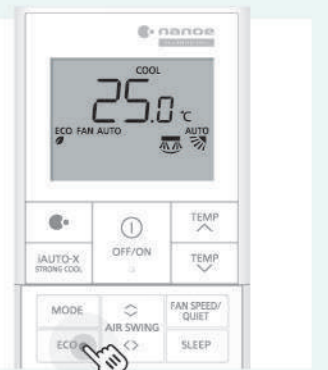 nanoe
COOL
25.0 °C
ECO FAN AUTO AUTO
TEMP
OFF/ON
iAUTO-X
STRONG COOL
TEMP
MODE
AIR SWING
FAN SPEED/
QUIET
ECO
SLEEP